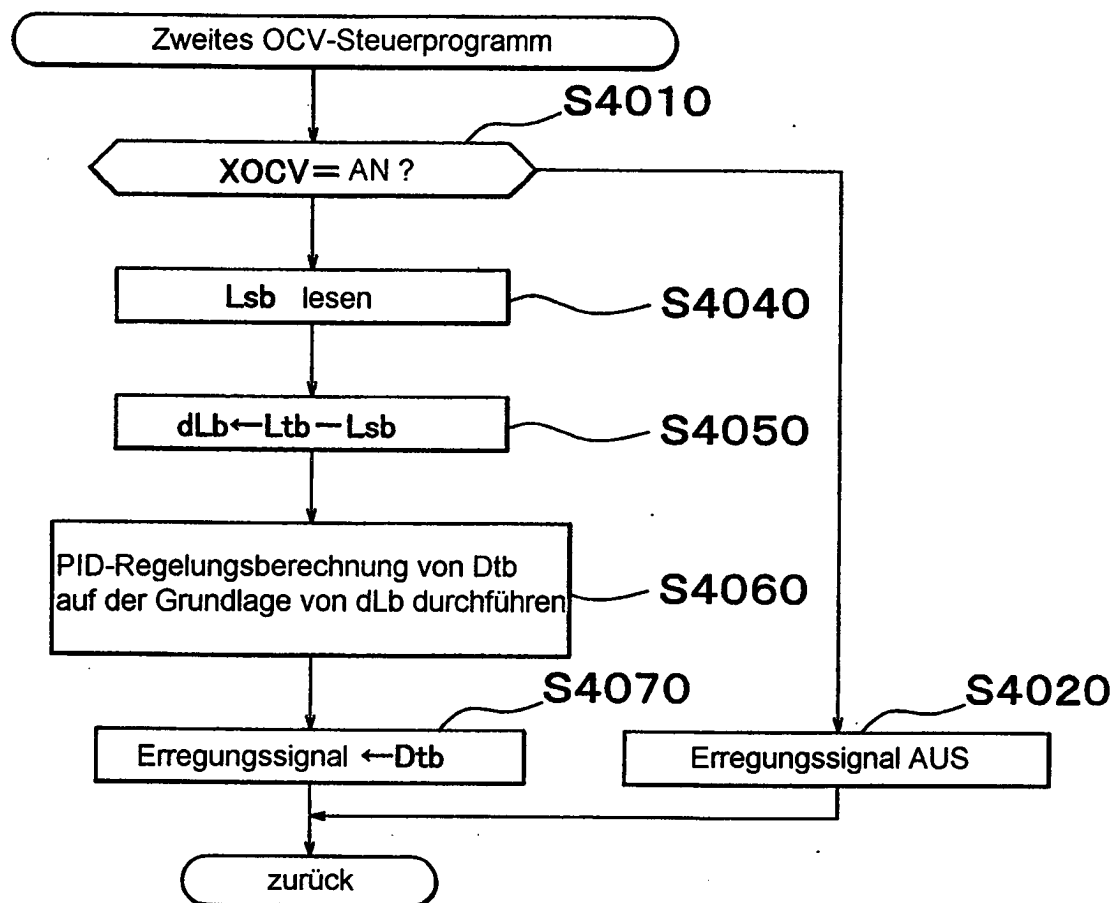 Zweites OCV-Steuerprogramm
S4010
XOCV= AN ?
Lsb lesen
S4040
dLb←Ltb-Lsb
S4050
PID-Regelungsberechnung von Dtb
auf der Grundlage von dLb durchführen
S4060
S4070
Erregungssignal ←Dtb
S4020
Erregungssignal AUS
zurück